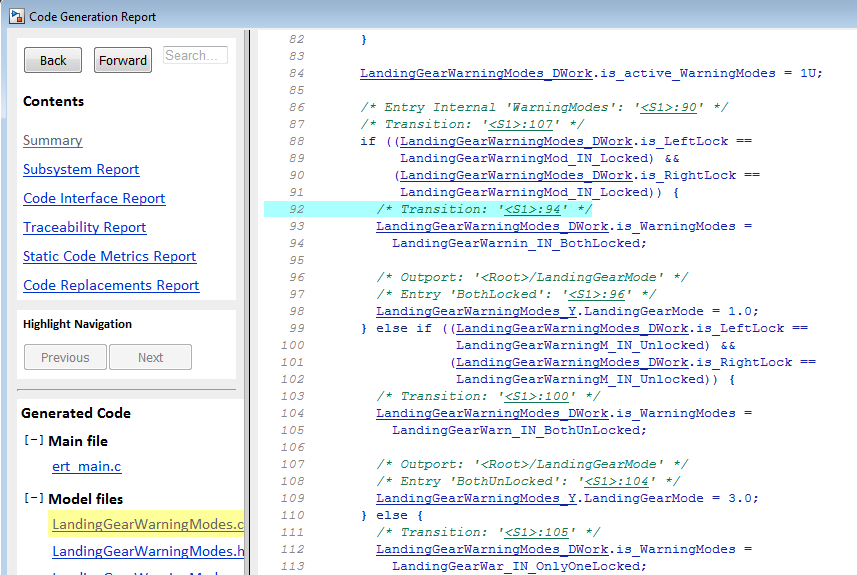 Code Generation Report
Back
Forward
Search...
Contents
Summary
Subsystem Report
Code Interface Report
Traceability Report
Static Code Metrics Report
Code Replacements Report
Highlight Navigation
Previous
Next
Generated Code
[-] Main file
ert_main.c
[-] Model files
LandingGearWarningModes.c
LandingGearWarningModes.h
82 }
83
84 LandingGearWarningModes_DWork.is_active_WarningModes = 1U;
85
86 /* Entry Internal 'WarningModes': '<S1>:90' */
87 /* Transition: '<S1>:107' */
88 if ((LandingGearWarningModes_DWork.is_LeftLock ==
89 LandingGearWarningMod_IN_Locked) &&
90 (LandingGearWarningModes_DWork.is_RightLock ==
91 LandingGearWarningMod_IN_Locked)) {
92 /* Transition: '<S1>:94' */
93 LandingGearWarningModes_DWork.is_WarningModes =
94 LandingGearWarnin_IN_BothLocked;
95
96 /* Outport: '<Root>/LandingGearMode' */
97 /* Entry 'BothLocked': '<S1>:96' */
98 LandingGearWarningModes_Y.LandingGearMode = 1.0;
99 } else if ((LandingGearWarningModes_DWork.is_LeftLock ==
100 LandingGearWarningM_IN_Unlocked) &&
101 (LandingGearWarningModes_DWork.is_RightLock ==
102 LandingGearWarningM_IN_Unlocked)) {
103 /* Transition: '<S1>:100' */
104 LandingGearWarningModes_DWork.is_WarningModes =
105 LandingGearWarn_IN_BothUnLocked;
106
107 /* Outport: '<Root>/LandingGearMode' */
108 /* Entry 'BothUnLocked': '<S1>:104' */
109 LandingGearWarningModes_Y.LandingGearMode = 3.0;
110 } else {
111 /* Transition: '<S1>:105' */
112 LandingGearWarningModes_DWork.is_WarningModes =
113 LandingGearWar_IN_OnlyOneLocked;